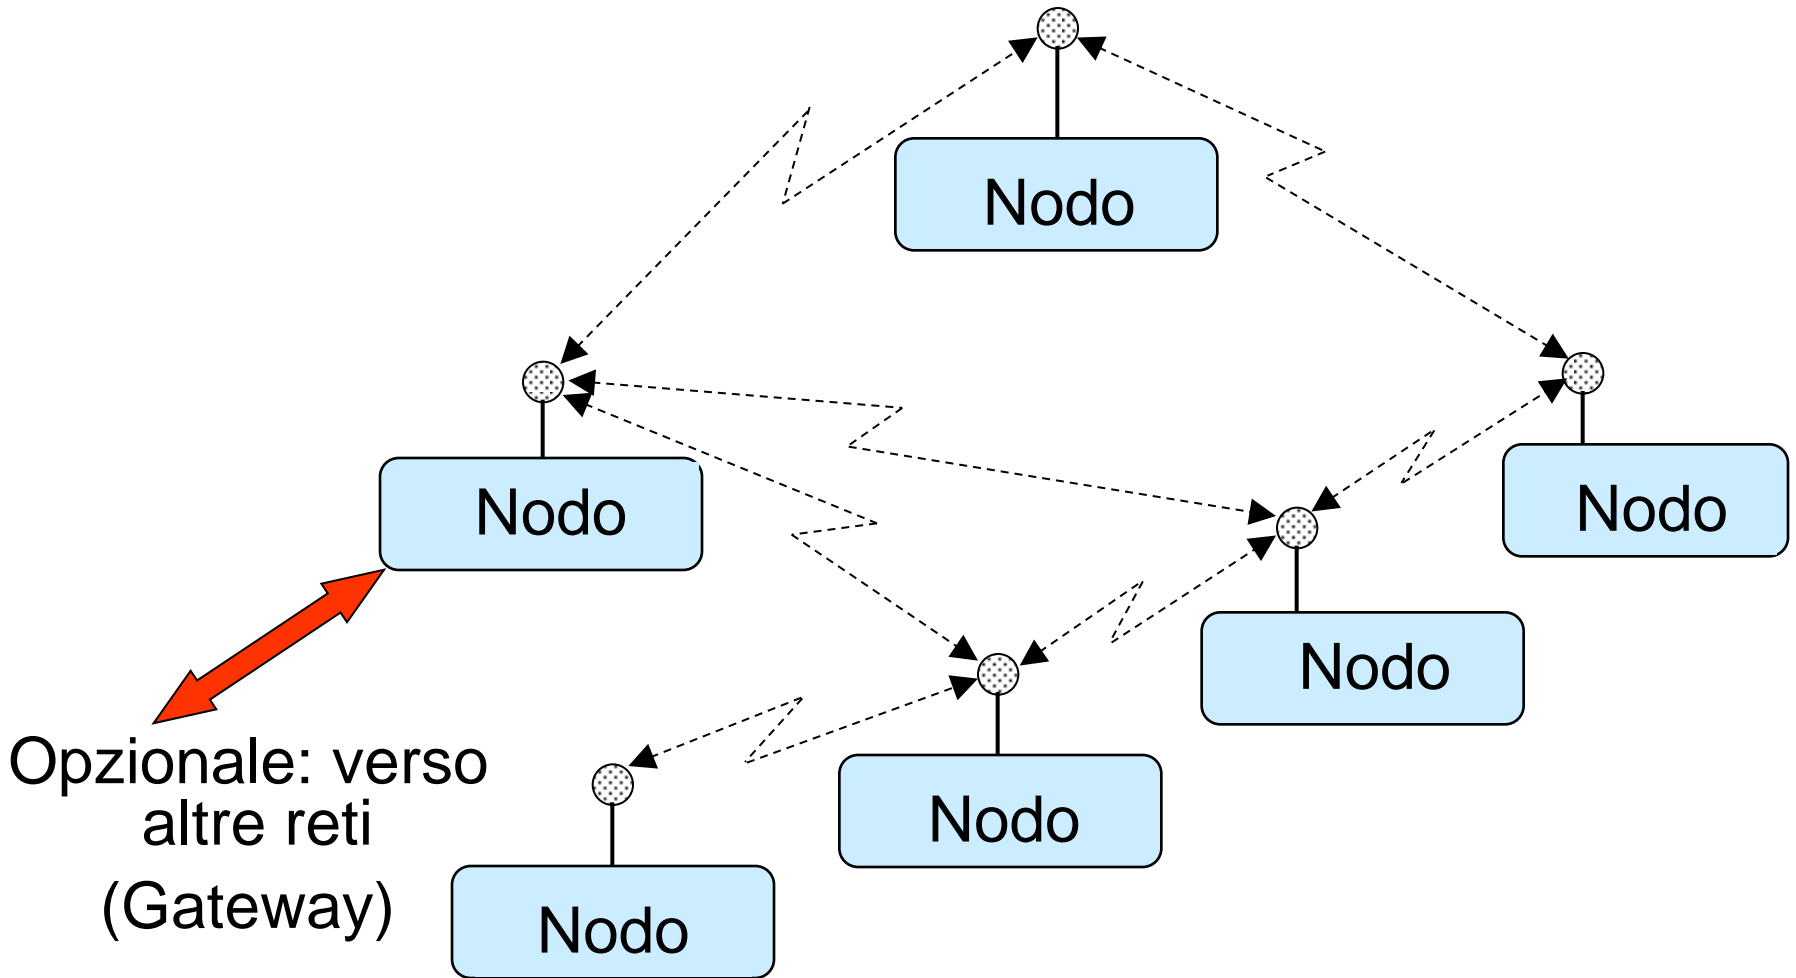 Nodo
Nodo
Nodo
Nodo
Opzionale: verso
altre reti
(Gateway)
Nodo
Nodo